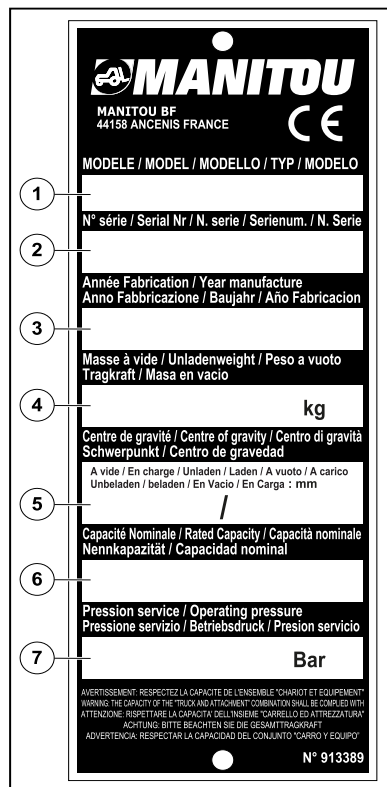 MANITOU
MANITOU BF
44158 ANCENIS FRANCE
CE
MODELE / MODEL / MODELLO / TYP / MODELO
1
N° série / Serial Nr / N. serie / Serienum. / N. Serie
2
Année Fabrication / Year manufacture
Anno Fabbricazione / Baujahr / Año Fabricacion
3
Masse à vide / Unladenweight / Peso a vuoto
Tragkraft / Masa en vacio
4
kg
Centre de gravité / Centre of gravity / Centro di gravità
Schwerpunkt / Centro de gravedad
A vide / En charge / Unladen / Laden / A vuoto / A carico
Unbeladen / beladen / En Vacio / En Carga : mm
5
/
Capacité Nominale / Rated Capacity / Capacità nominale
Nennkapazität / Capacidad nominal
6
Pression service / Operating pressure
Pressione servizio / Betriebsdruck / Presion servicio
7
Bar
AVERTISSEMENT: RESPECTEZ LA CAPACITE DE L'ENSEMBLE "CHARIOT ET EQUIPEMENT"
WARNING: THE CAPACITY OF THE "TRUCK AND ATTACHMENT" COMBINATION SHALL BE COMPLIED WITH
ATTENZIONE: RISPETTARE LA CAPACITA' DELL'INSIEME "CARRELLO ED ATTREZZATURA"
ACHTUNG: BITTE BEACHTEN SIE DIE GESAMTTRAGKRAFT
ADVERTENCIA: RESPECTAR LA CAPACIDAD DEL CONJUNTO "CARRO Y EQUIPO"
N° 913389